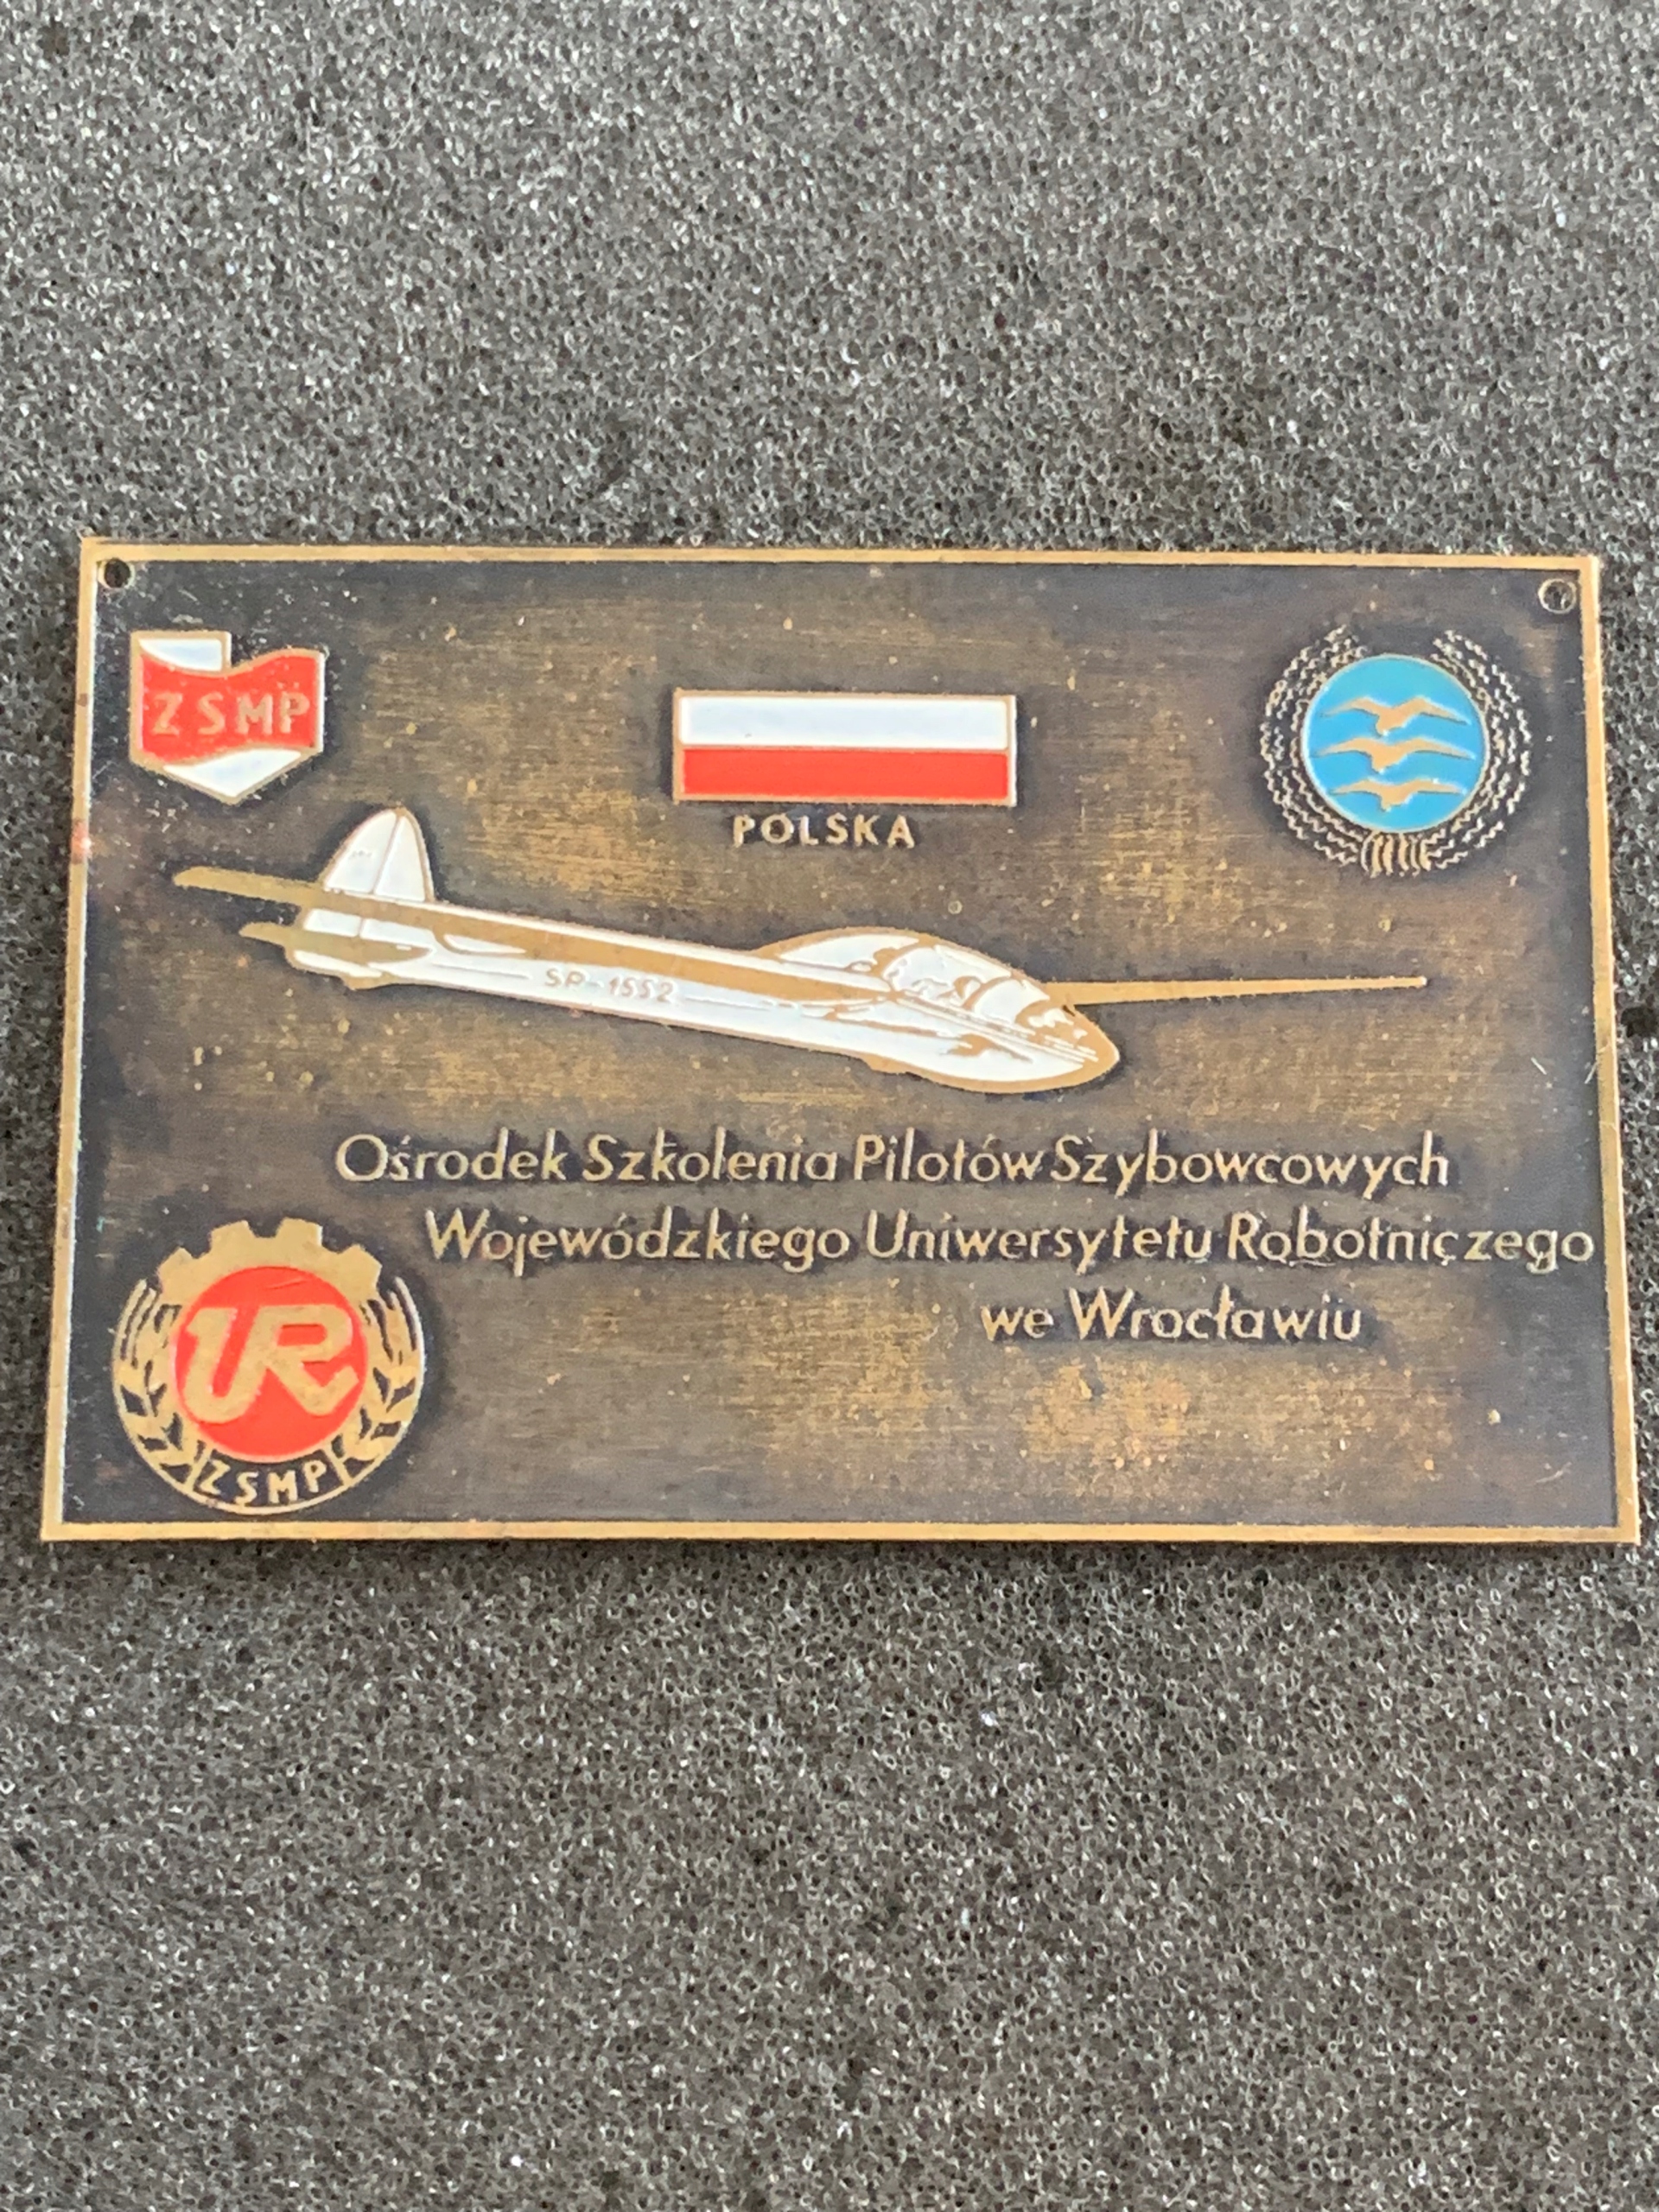 ZSMP
POLSKA
SP-1552
Ośrodek Szkolenia Pilotów Szybowcowych
Wojewódzkiego Uniwersytetu Robotniczego
we Wrocławiu
UR
ZSMP